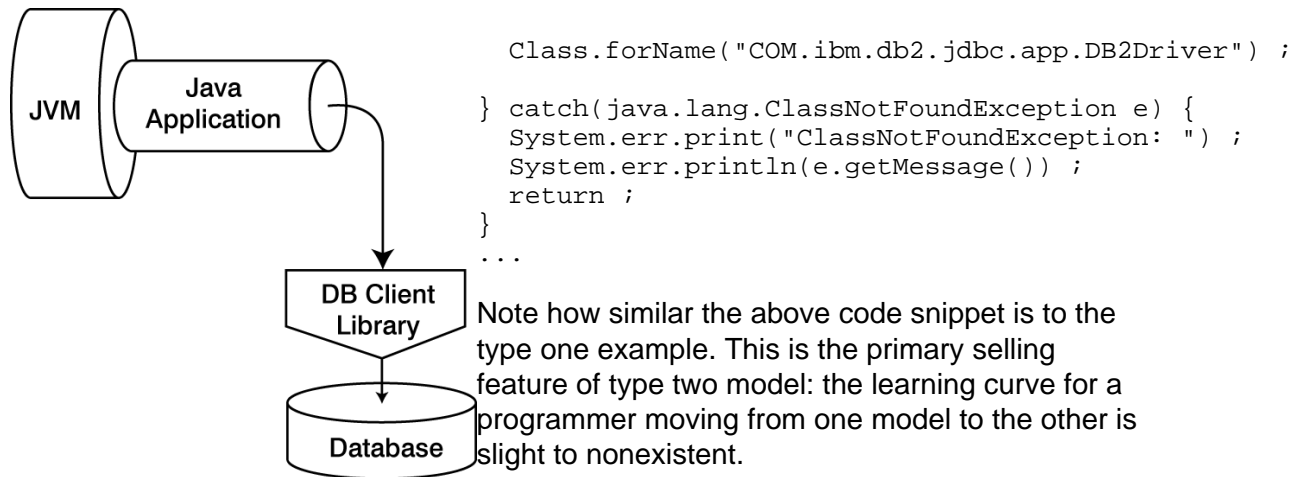 JVM
Java
Application
DB Client
Library
Database
Class.forName("COM.ibm.db2.jdbc.app.DB2Driver") ;
} catch(java.lang.ClassNotFoundException e) {
System.err.print("ClassNotFoundException: ") ;
System.err.println(e.getMessage()) ;
return ;
}
...
Note how similar the above code snippet is to the
type one example. This is the primary selling
feature of type two model: the learning curve for a
programmer moving from one model to the other is
slight to nonexistent.